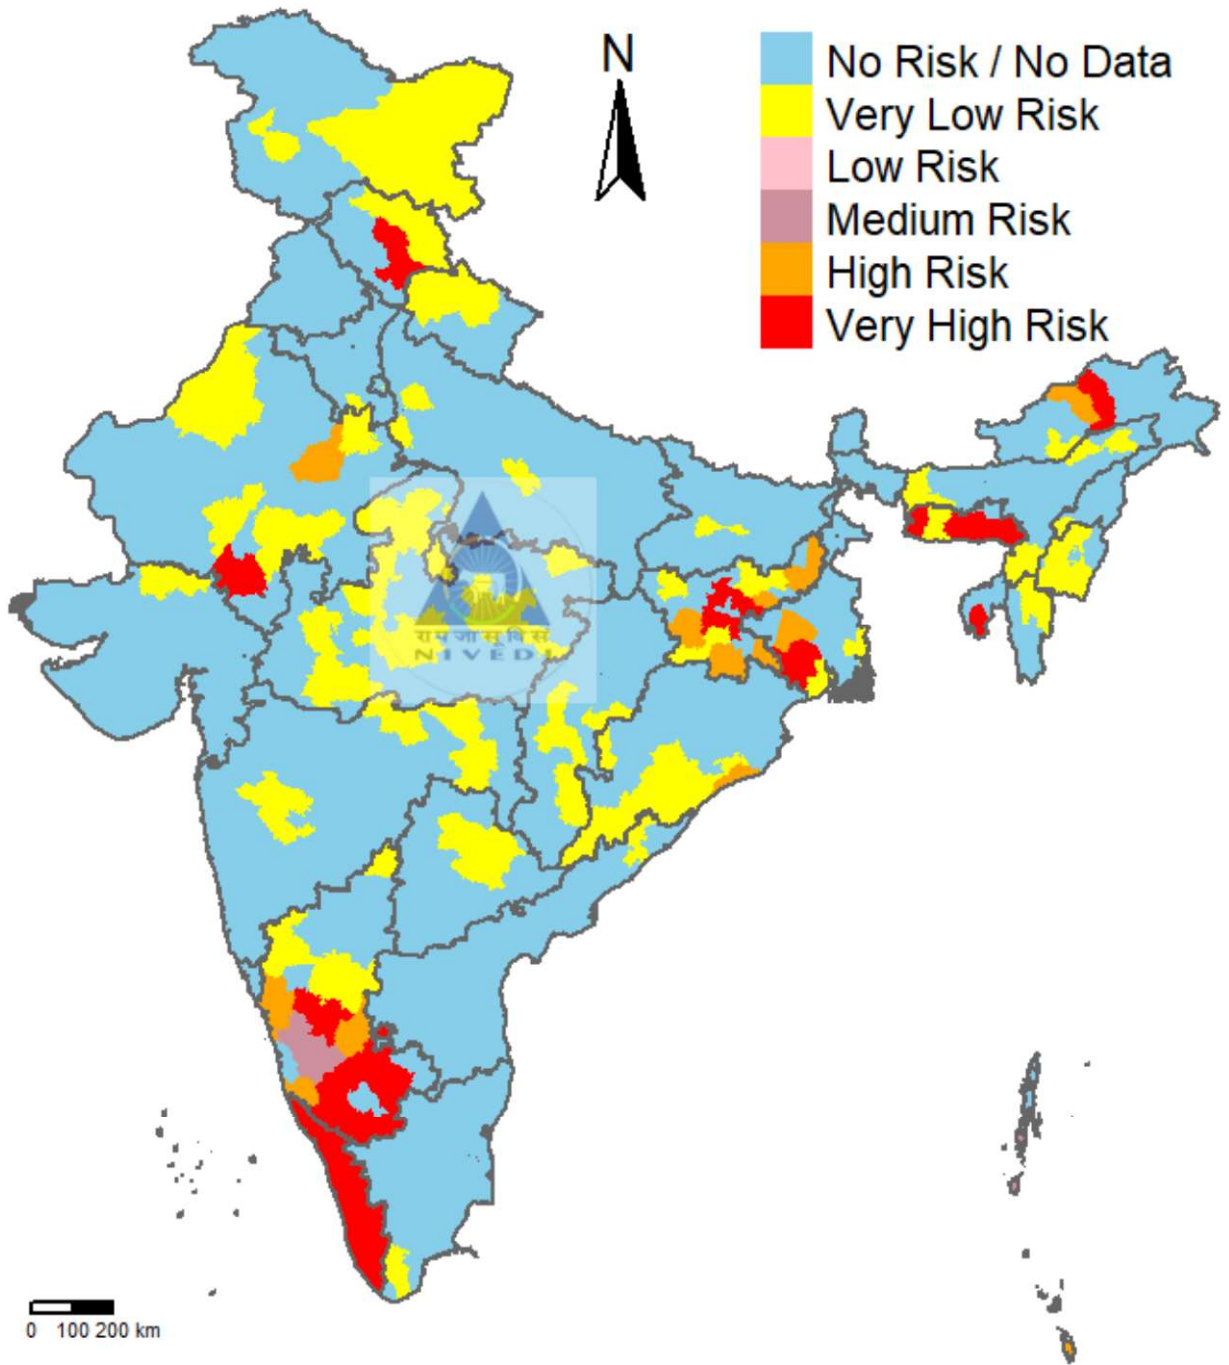 N
No Risk / No Data
Very Low Risk
Low Risk
Medium Risk
High Risk
Very High Risk
NIVEDI
0 100 200 km